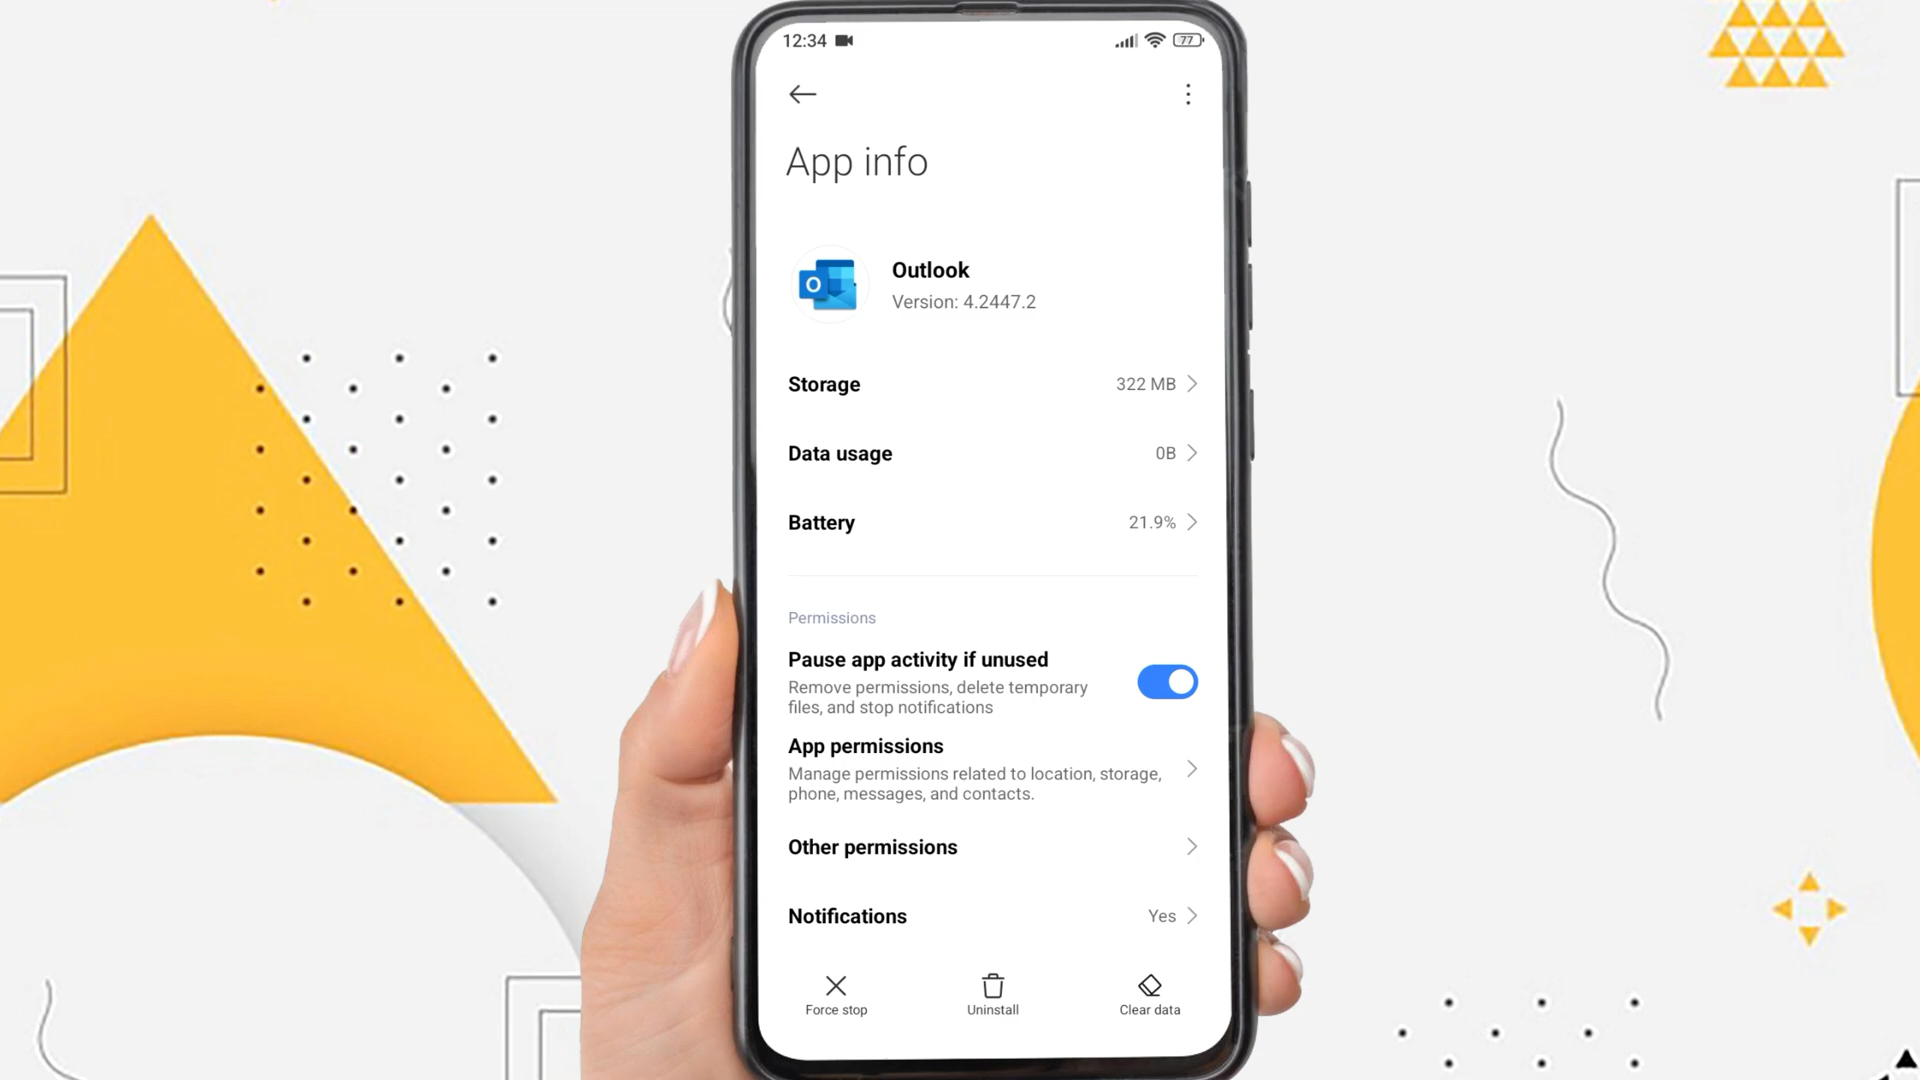 12:34
77
App info
Outlook
Version: 4.2447.2
Storage 322 MB
Data usage 0B
Battery 21.9%
Permissions
Pause app activity if unused
Remove permissions, delete temporary
files, and stop notifications
App permissions
Manage permissions related to location, storage,
phone, messages, and contacts.
Other permissions
Notifications Yes
Force stop Uninstall Clear data